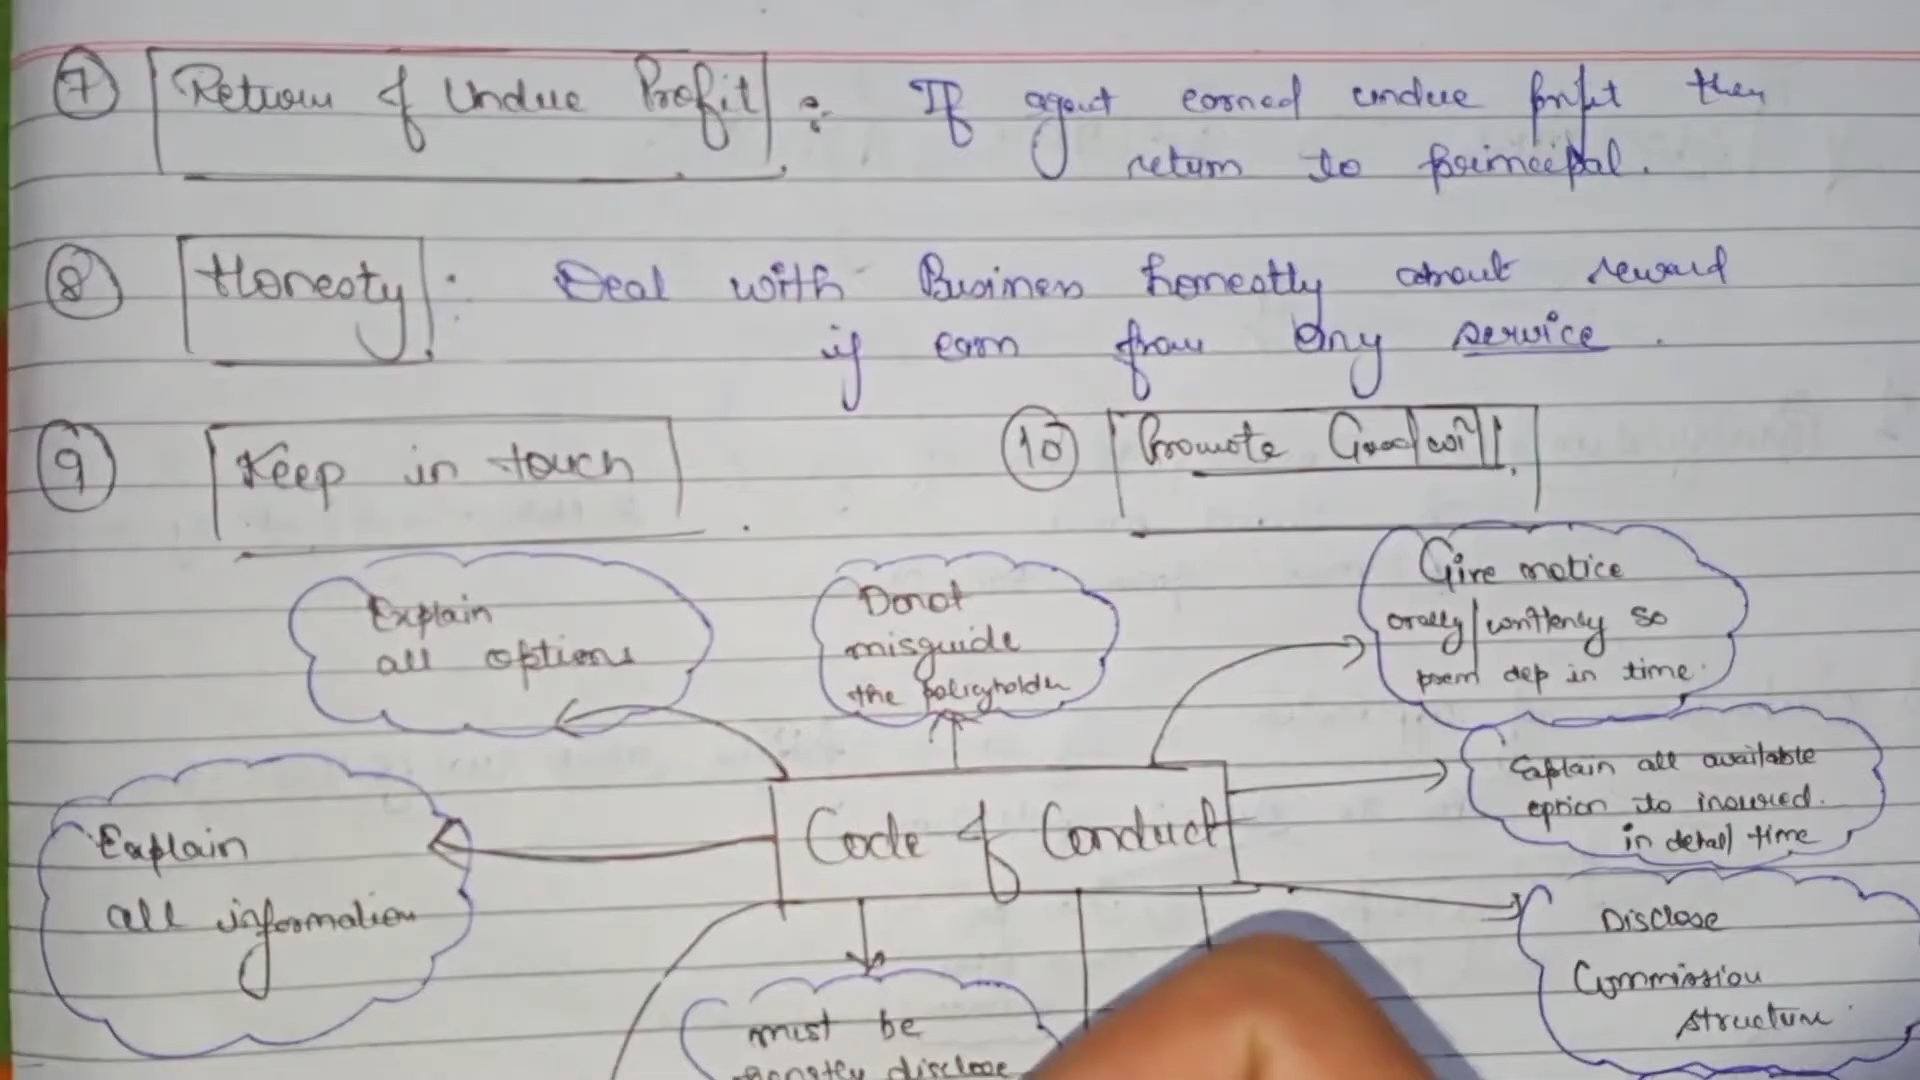 7 Return of Undue Profit : If agent earned undue profit then
return to principal.
8 Honesty : Deal with Business honestly about reward
if earn from any service.
9 Keep in touch
10 Promote Goodwill.
Explain
all options
Donot
misguide
the policyholder
Give notice
orally/writtenly so
prem dep in time.
Explain all available
option to insured.
in detail time
Code of Conduct
Explain
all information
Disclose
Commission
structure.
must be
disclose